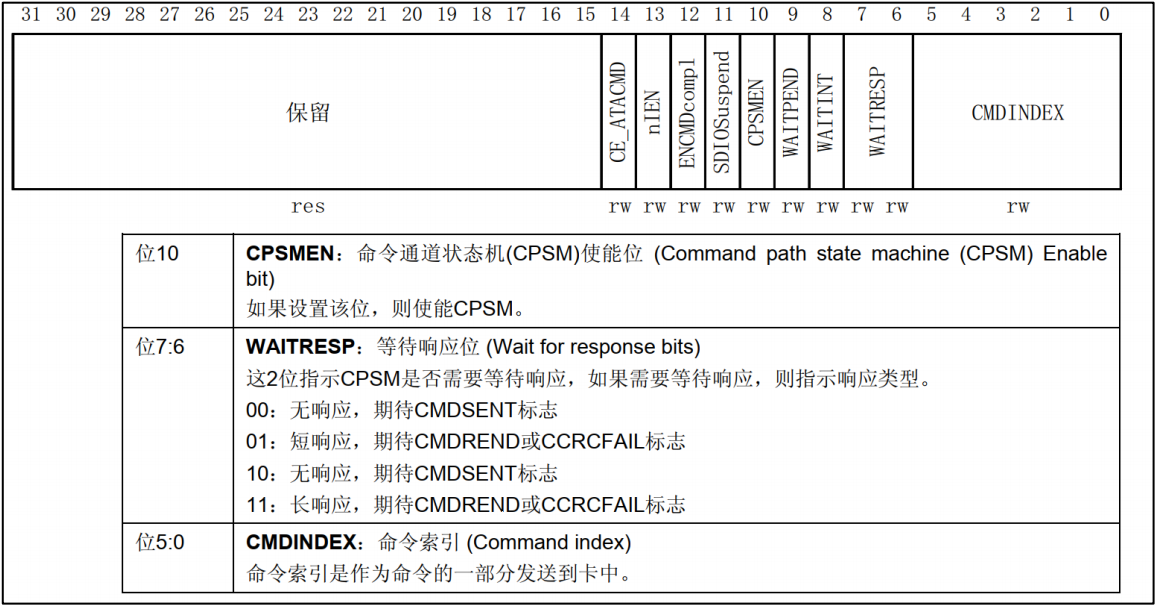 31 30 29 28 27 26 25 24 23 22 21 20 19 18 17 16 15 14 13 12 11 10 9 8 7 6 5 4 3 2 1 0
保留
CE_ATACMD
nIEN
ENCMDcompl
SDIOSuspend
CPSMEN
WAITPEND
WAITINT
WAITRESP
CMDINDEX
res rw rw rw rw rw rw rw rw rw rw
位10
CPSMEN：命令通道状态机(CPSM)使能位 (Command path state machine (CPSM) Enable
bit)
如果设置该位，则使能CPSM。
位7:6
WAITRESP：等待响应位 (Wait for response bits)
这2位指示CPSM是否需要等待响应，如果需要等待响应，则指示响应类型。
00：无响应，期待CMDSENT标志
01：短响应，期待CMDREND或CCRCFAIL标志
10：无响应，期待CMDSENT标志
11：长响应，期待CMDREND或CCRCFAIL标志
位5:0
CMDINDEX：命令索引 (Command index)
命令索引是作为命令的一部分发送到卡中。